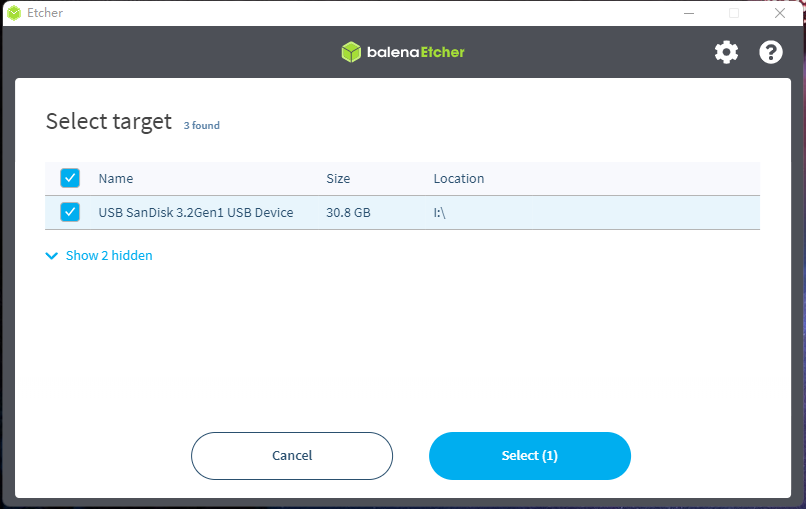 Etcher
balenaEtcher
Select target 3 found
Name Size Location
USB SanDisk 3.2Gen1 USB Device 30.8 GB I:\
Show 2 hidden
Cancel Select (1)